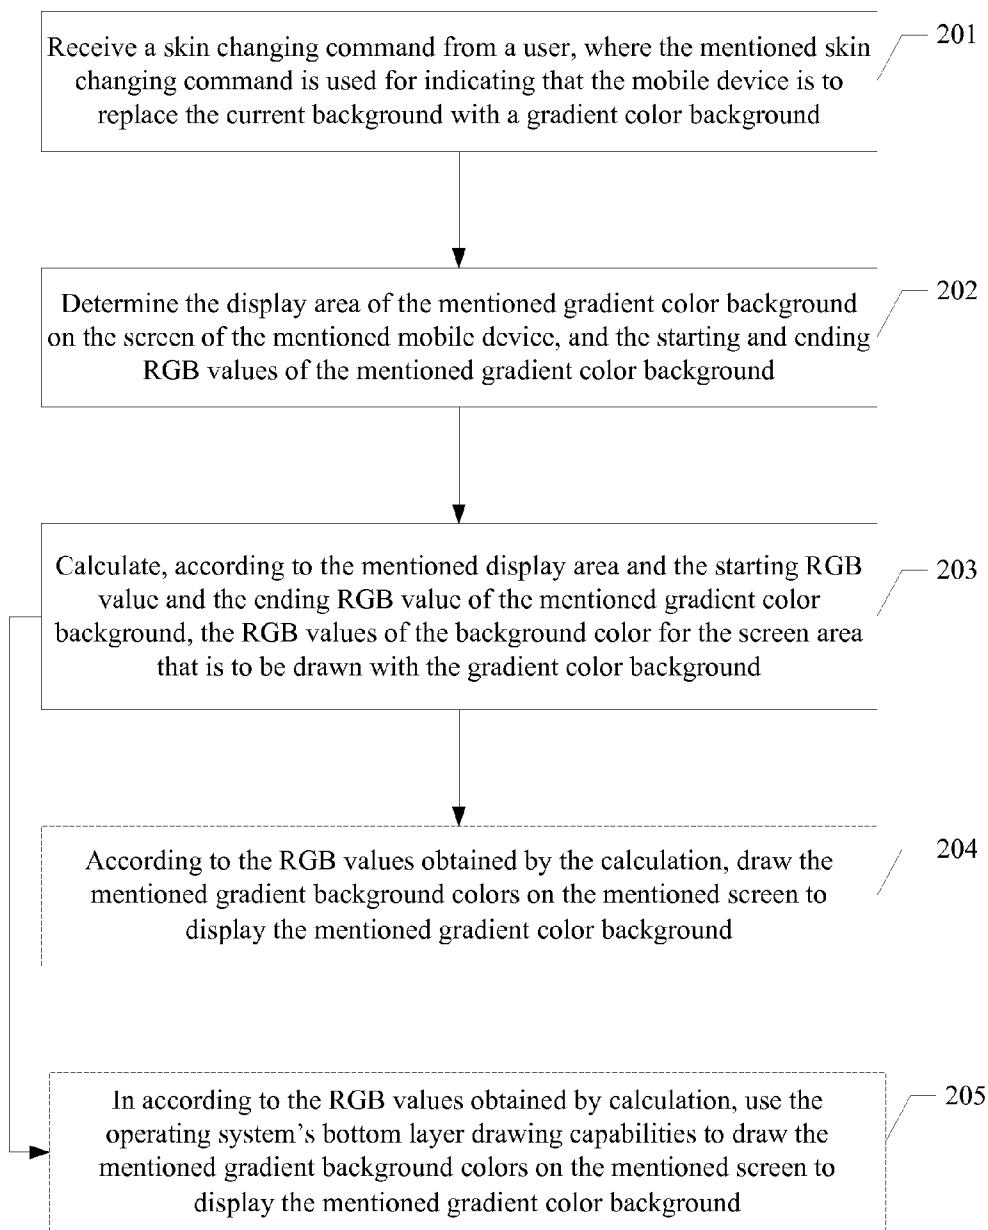 201
Receive a skin changing command from a user, where the mentioned skin
changing command is used for indicating that the mobile device is to
replace the current background with a gradient color background
202
Determine the display area of the mentioned gradient color background
on the screen of the mentioned mobile device, and the starting and ending
RGB values of the mentioned gradient color background
203
Calculate, according to the mentioned display area and the starting RGB
value and the ending RGB value of the mentioned gradient color
background, the RGB values of the background color for the screen area
that is to be drawn with the gradient color background
204
According to the RGB values obtained by the calculation, draw the
mentioned gradient background colors on the mentioned screen to
display the mentioned gradient color background
205
In according to the RGB values obtained by calculation, use the
operating system's bottom layer drawing capabilities to draw the
mentioned gradient background colors on the mentioned screen to
display the mentioned gradient color background